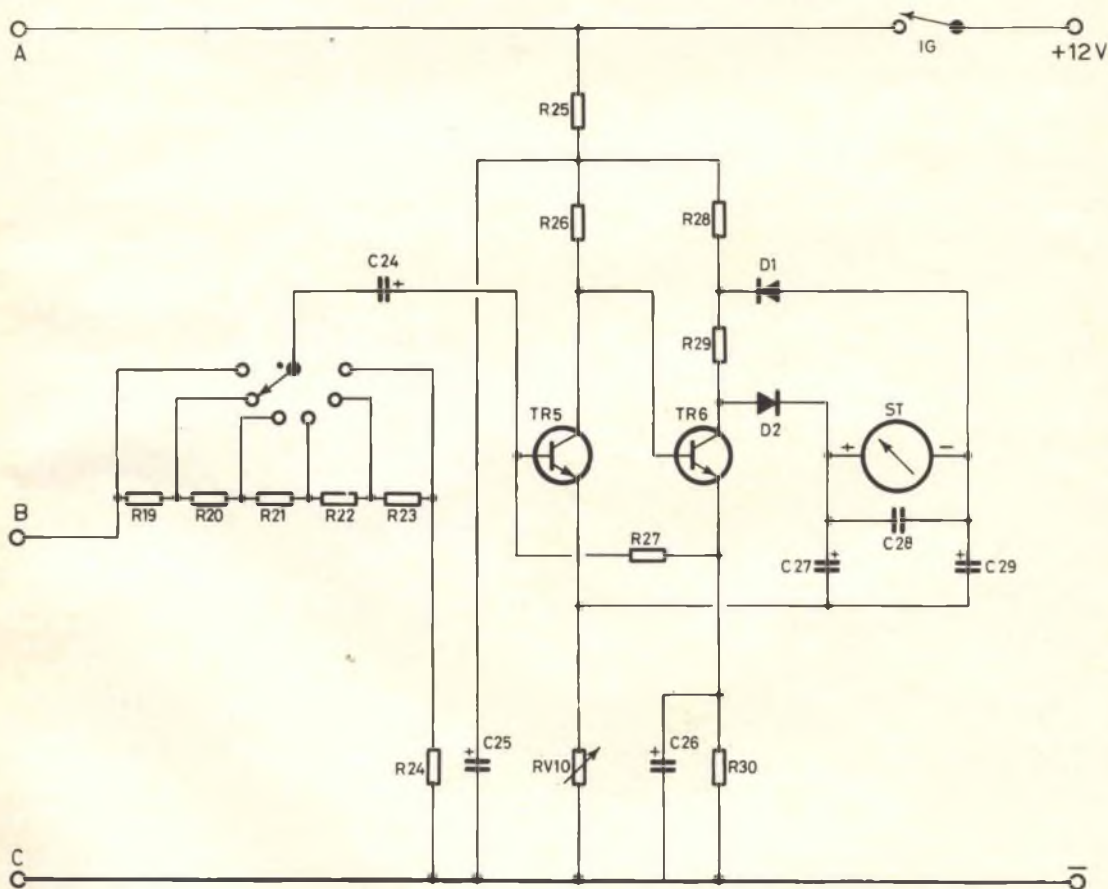 A
IG
+12V
R25
R26
R28
C24
+
D1
R29
TR5
TR6
D2
ST
+
−
B
R19
R20
R21
R22
R23
R27
C28
C27
+
+
C29
R24
+
C25
RV10
+
C26
R30
C
−